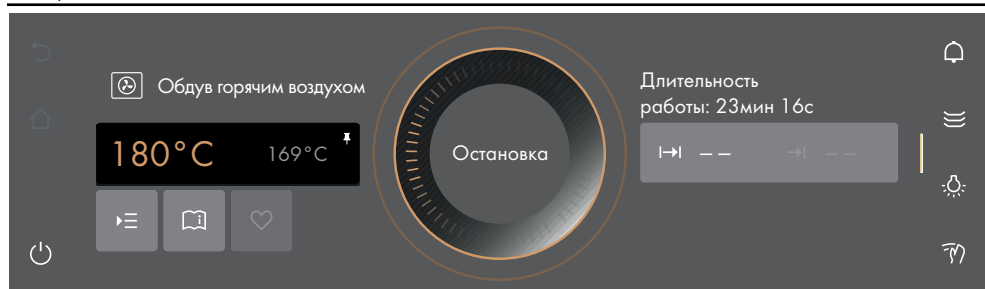 Обдув горячим воздухом
180°C 169°C
Остановка
Длительность
работы: 23мин 16с
– – – –